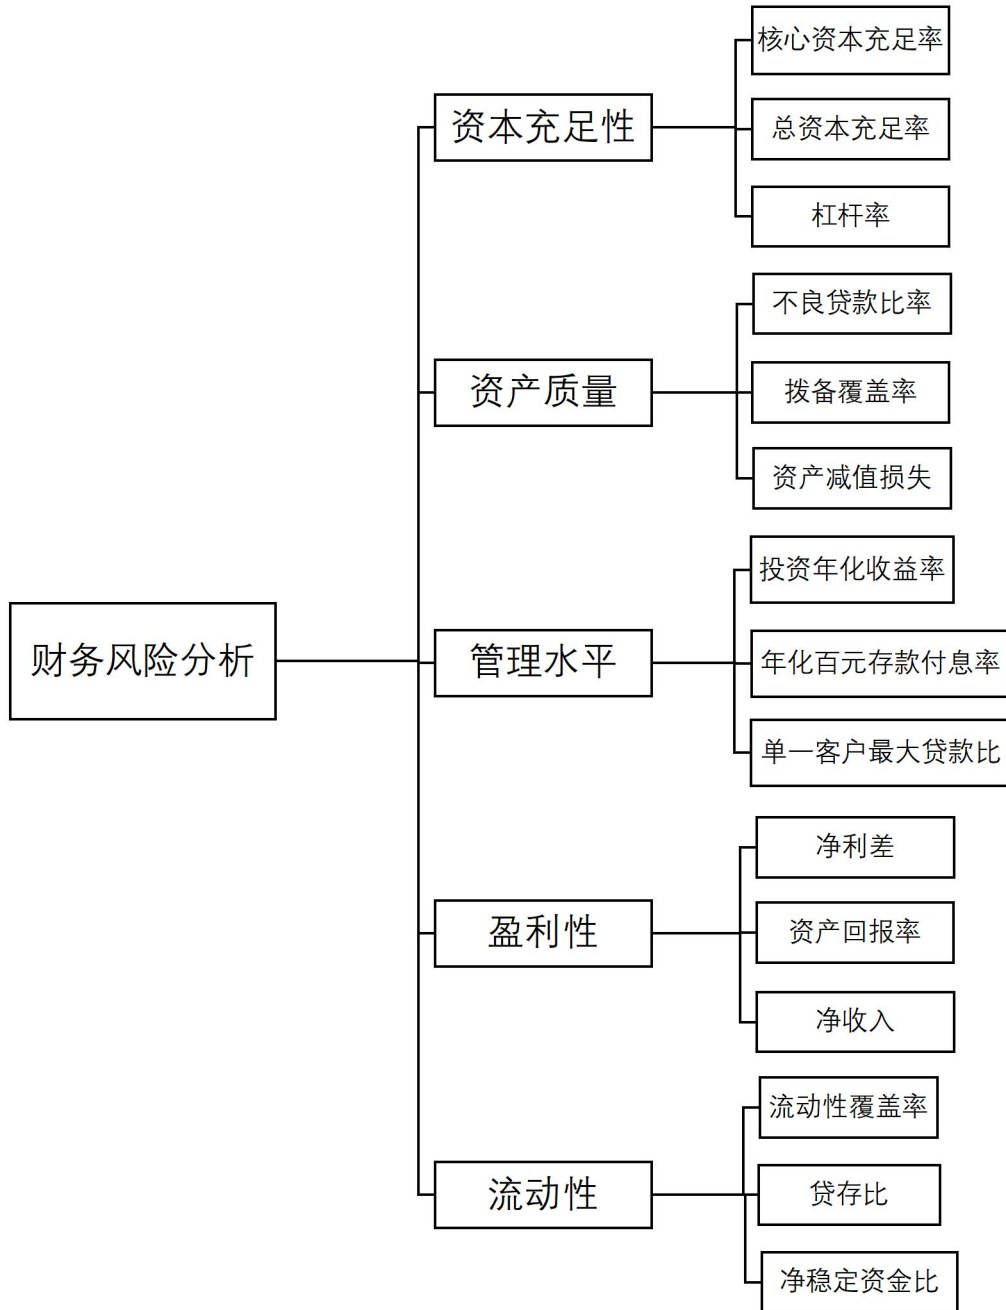 财务风险分析
资本充足性
核心资本充足率
总资本充足率
杠杆率
资产质量
不良贷款比率
拨备覆盖率
资产减值损失
管理水平
投资年化收益率
年化百元存款付息率
单一客户最大贷款比
盈利性
净利差
资产回报率
净收入
流动性
流动性覆盖率
贷存比
净稳定资金比